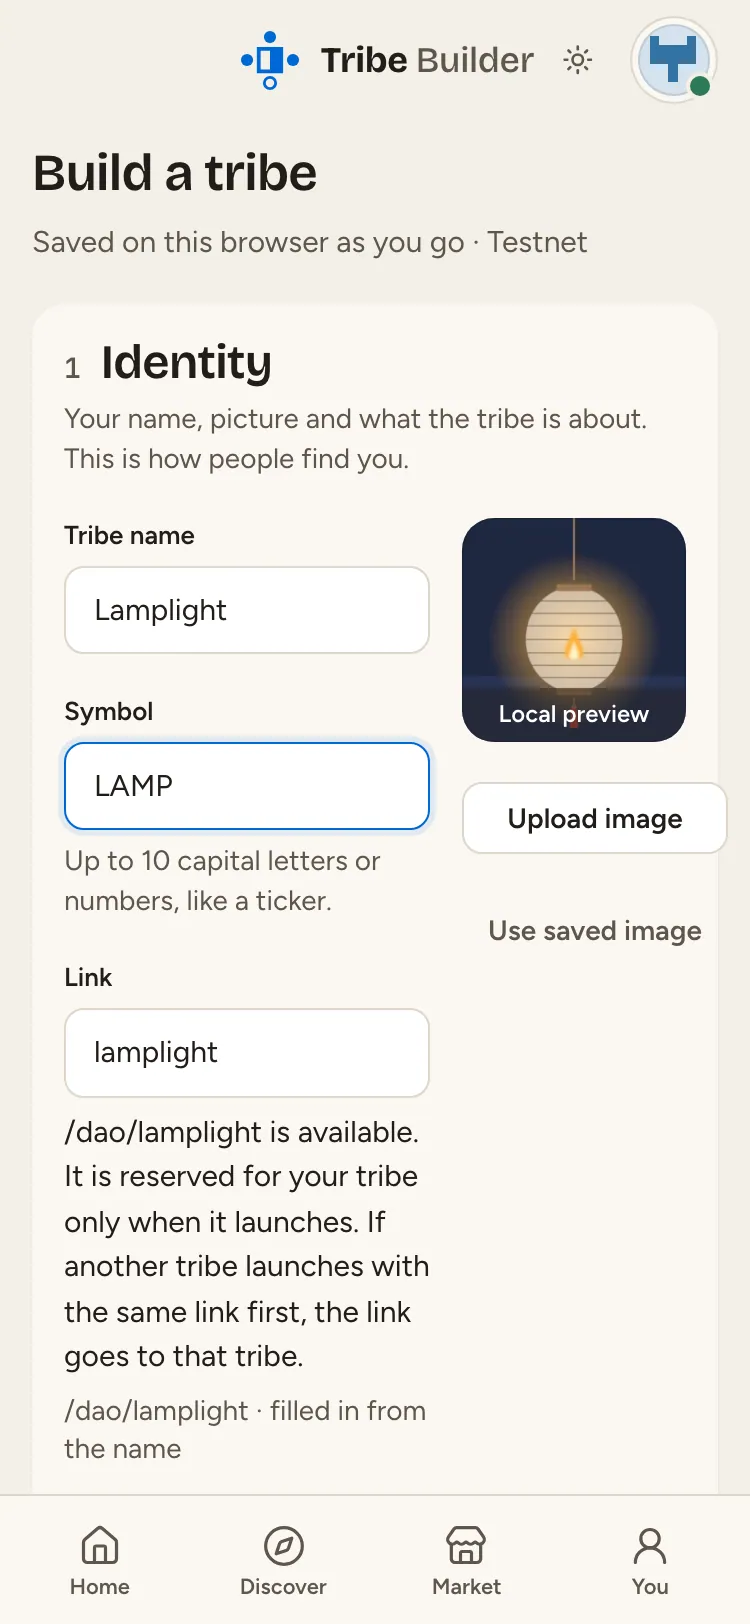 Tribe Builder
Build a tribe
Saved on this browser as you go · Testnet
1 Identity
Your name, picture and what the tribe is about.
This is how people find you.
Tribe name
Lamplight
Symbol
LAMP
Up to 10 capital letters or
numbers, like a ticker.
Link
lamplight
/dao/lamplight is available.
It is reserved for your tribe
only when it launches. If
another tribe launches with
the same link first, the link
goes to that tribe.
/dao/lamplight · filled in from
the name
Local preview
Upload image
Use saved image
Home
Discover
Market
You